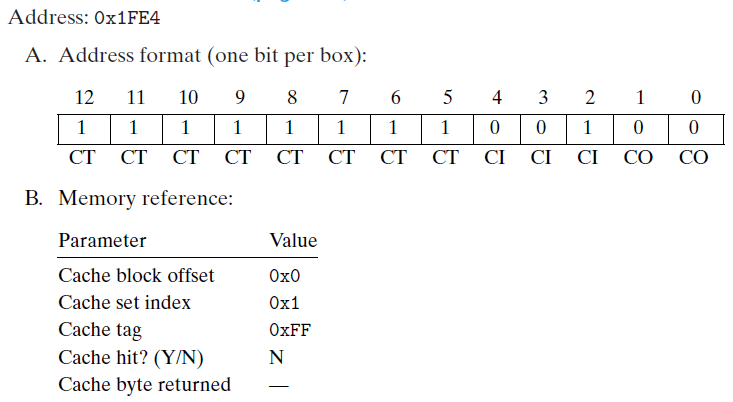 Address: 0x1FE4
A. Address format (one bit per box):
12 11 10 9 8 7 6 5 4 3 2 1 0
1 1 1 1 1 1 1 1 0 0 1 0 0
CT CT CT CT CT CT CT CT CI CI CI CO CO
B. Memory reference:
Parameter Value
Cache block offset 0x0
Cache set index 0x1
Cache tag 0xFF
Cache hit? (Y/N) N
Cache byte returned —